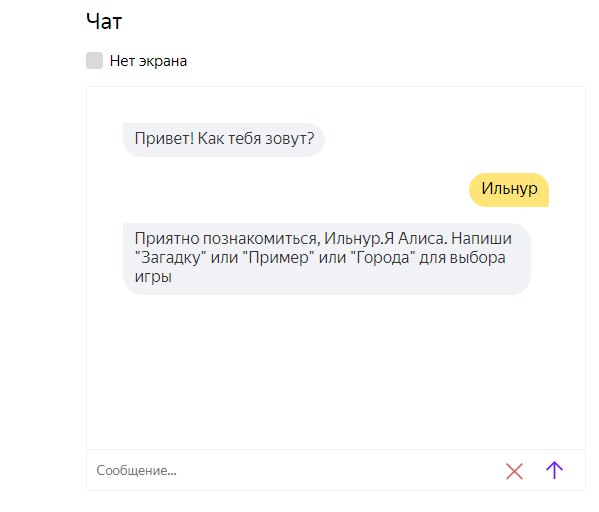 Чат
Нет экрана
Привет! Как тебя зовут?
Ильнур
Приятно познакомиться, Ильнур.Я Алиса. Напиши
"Загадку" или "Пример" или "Города" для выбора
игры
Сообщение...